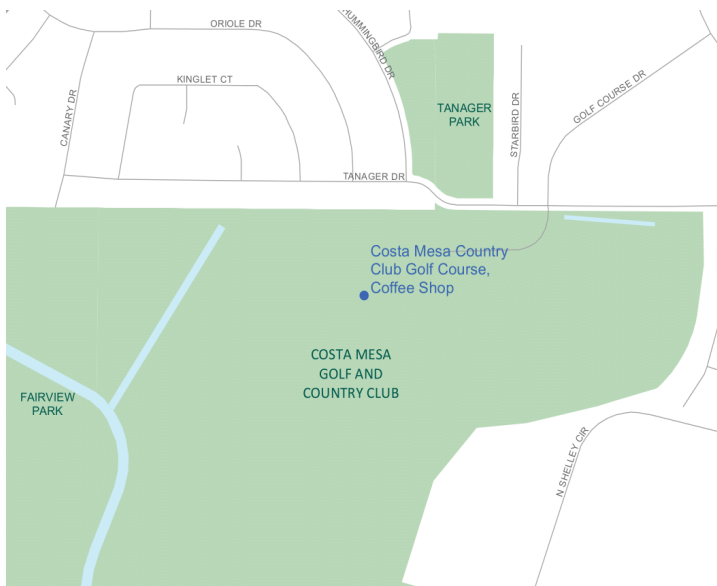 ORIOLE DR
HUMMINGBIRD DR
KINGLET CT
CANARY DR
TANAGER
PARK
STARBIRD DR
GOLF COURSE DR
TANAGER DR
Costa Mesa Country
Club Golf Course,
Coffee Shop
COSTA MESA
GOLF AND
COUNTRY CLUB
FAIRVIEW
PARK
N SHELLEY CIR